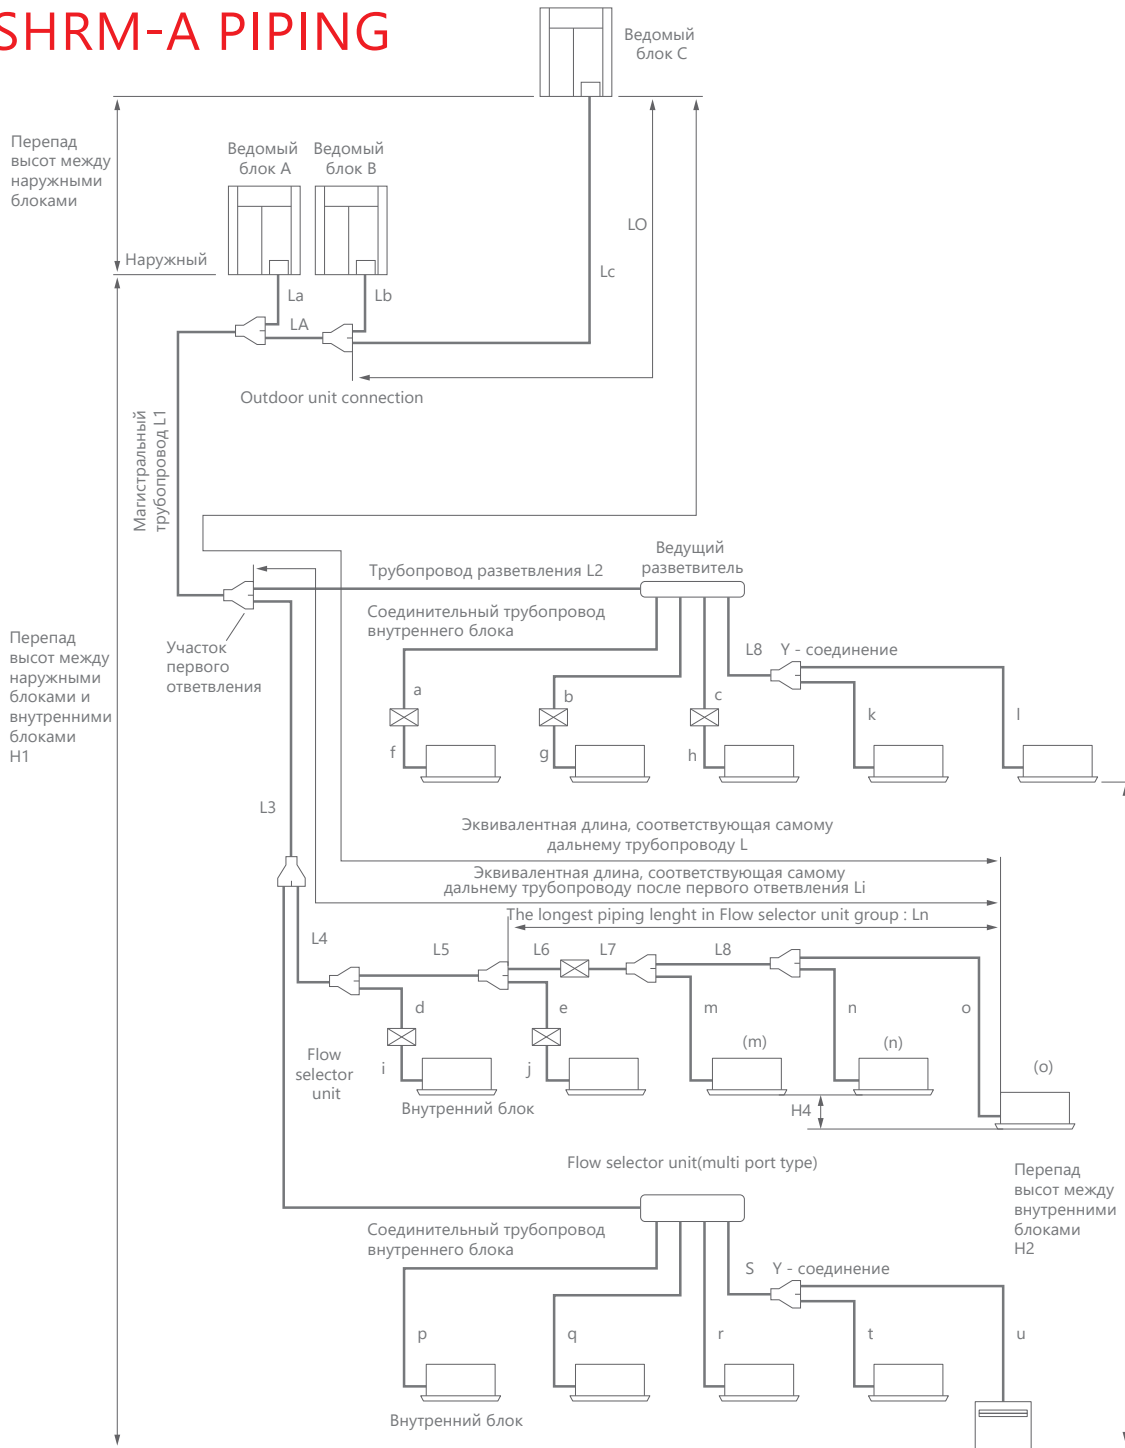 SHRM-A PIPING
Ведомый
блок C
Перепад
высот между
наружными
блоками
Ведомый
блок A
Ведомый
блок B
LO
Наружный
Lc
La
Lb
LA
Outdoor unit connection
Магистральный
трубопровод L1
Ведущий
разветвитель
Трубопровод разветвления L2
Соединительный трубопровод
внутреннего блока
Перепад
высот между
наружными
блоками и
внутренними
блоками
H1
Участок
первого
ответвления
L8
Y - соединение
a
b
c
k
l
f
g
h
L3
Эквивалентная длина, соответствующая самому
дальнему трубопроводу L
Эквивалентная длина, соответствующая самому
дальнему трубопроводу после первого ответвления Li
The longest piping lenght in Flow selector unit group : Ln
L4
L5
L6
L7
L8
d
e
m
n
o
Flow
selector
unit
i
j
(m)
(n)
(o)
Внутренний блок
H4
Flow selector unit(multi port type)
Перепад
высот между
внутренними
блоками
H2
Соединительный трубопровод
внутреннего блока
S
Y - соединение
p
q
r
t
u
Внутренний блок